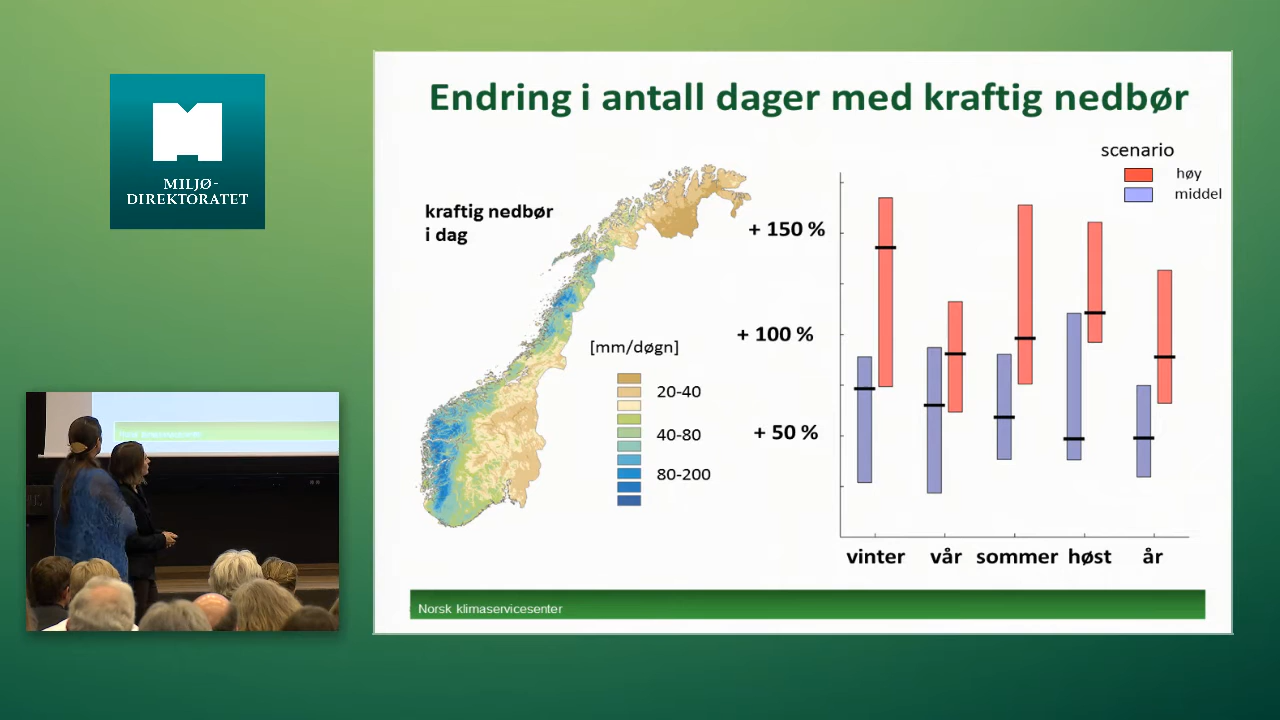 MILJØ-
DIREKTORATET
Endring i antall dager med kraftig nedbør
kraftig nedbør
i dag
[mm/døgn]
20-40
40-80
80-200
scenario
høy
middel
+ 150 %
+ 100 %
+ 50 %
vinter vår sommer høst år
Norsk klimaservicesenter